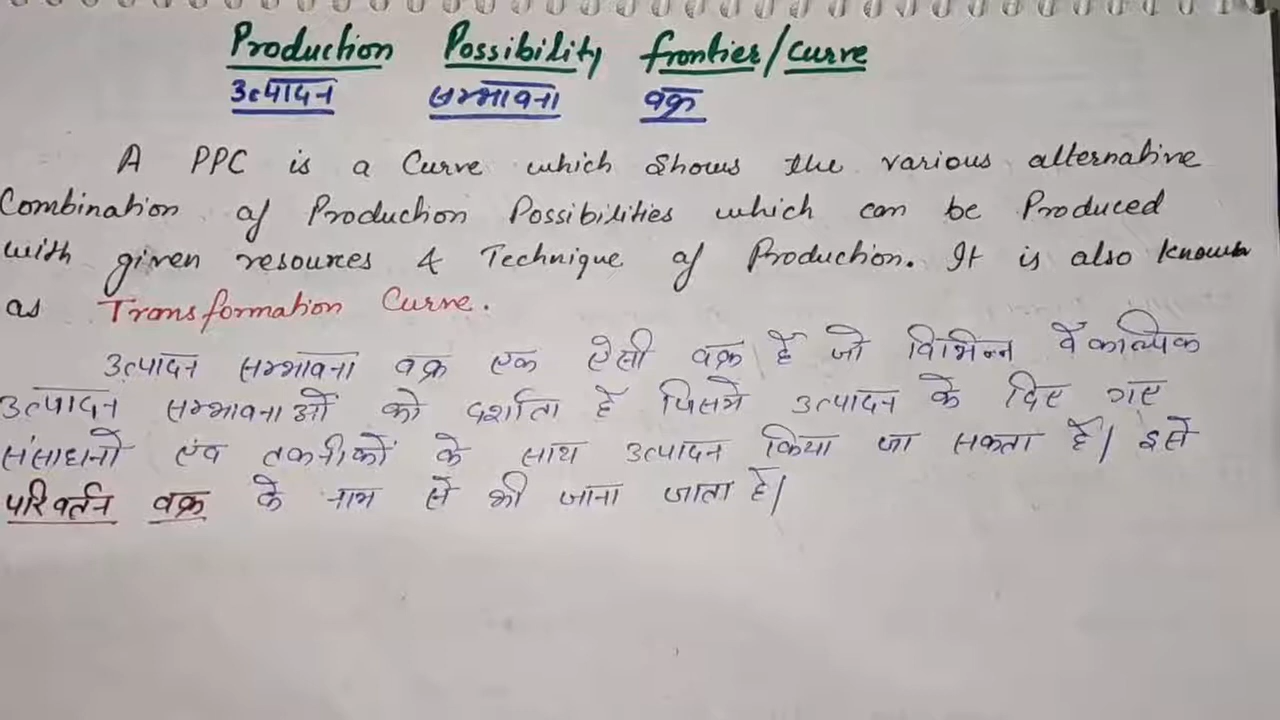 Production Possibility frontier/curve
उत्पादन सम्भावना वक्र
A PPC is a Curve which shows the various alternative
Combination of Production Possibilities which can be Produced
with given resources & Technique of Production. It is also known
as Transformation Curve.
उत्पादन सम्भावना वक्र एक ऐसी वक्र है जो विभिन्न वैकल्पिक
उत्पादन सम्भावनाओं को दर्शाता है जिसमे उत्पादन के दिए गए
संसाधनों एंव तकनीकों के साथ उत्पादन किया जा सकता है। इसे
परिवर्तन वक्र के नाम से भी जाना जाता है।